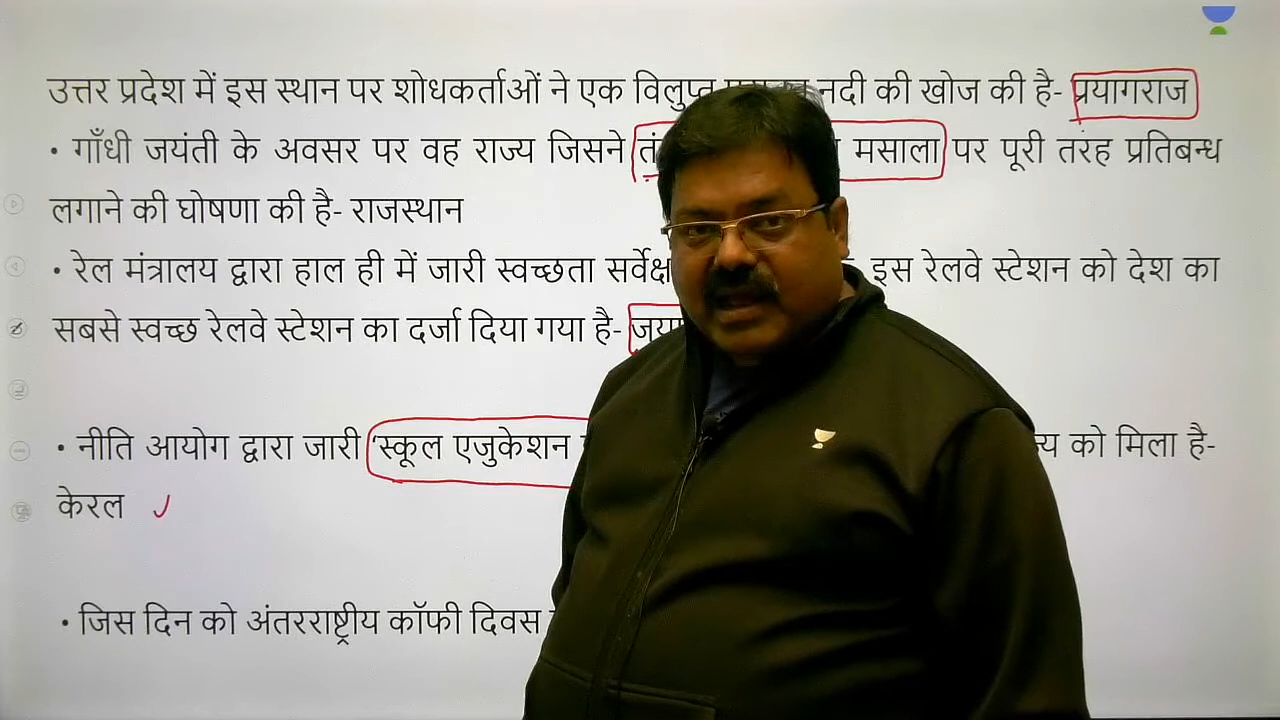 उत्तर प्रदेश में इस स्थान पर शोधकर्ताओं ने एक विलुप्त नदी की खोज की है- प्रयागराज
• गाँधी जयंती के अवसर पर वह राज्य जिसने मसाला पर पूरी तरह प्रतिबन्ध
लगाने की घोषणा की है- राजस्थान
• रेल मंत्रालय द्वारा हाल ही में जारी स्वच्छता इस रेलवे स्टेशन को देश का
सबसे स्वच्छ रेलवे स्टेशन का दर्जा दिया गया है-
• नीति आयोग द्वारा जारी 'स्कूल एजुकेशन को मिला है-
केरल
• जिस दिन को अंतरराष्ट्रीय कॉफी दिवस